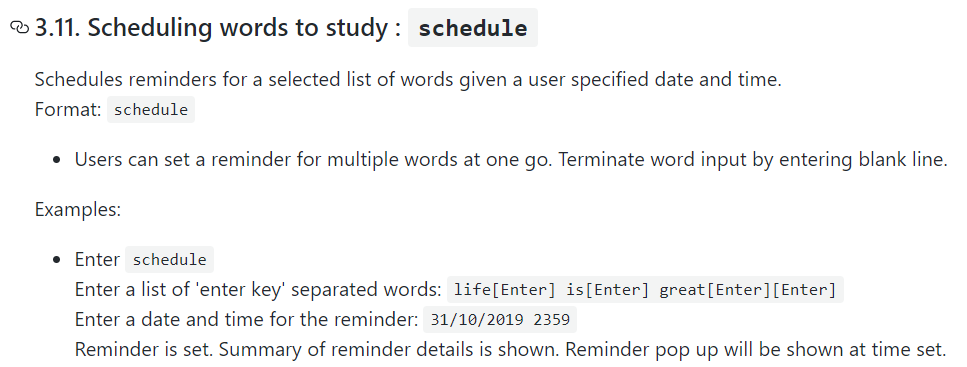 3.11. Scheduling words to study : schedule
Schedules reminders for a selected list of words given a user specified date and time.
Format: schedule
• Users can set a reminder for multiple words at one go. Terminate word input by entering blank line.
Examples:
• Enter schedule
Enter a list of 'enter key' separated words: life[Enter] is[Enter] great[Enter][Enter]
Enter a date and time for the reminder: 31/10/2019 2359
Reminder is set. Summary of reminder details is shown. Reminder pop up will be shown at time set.